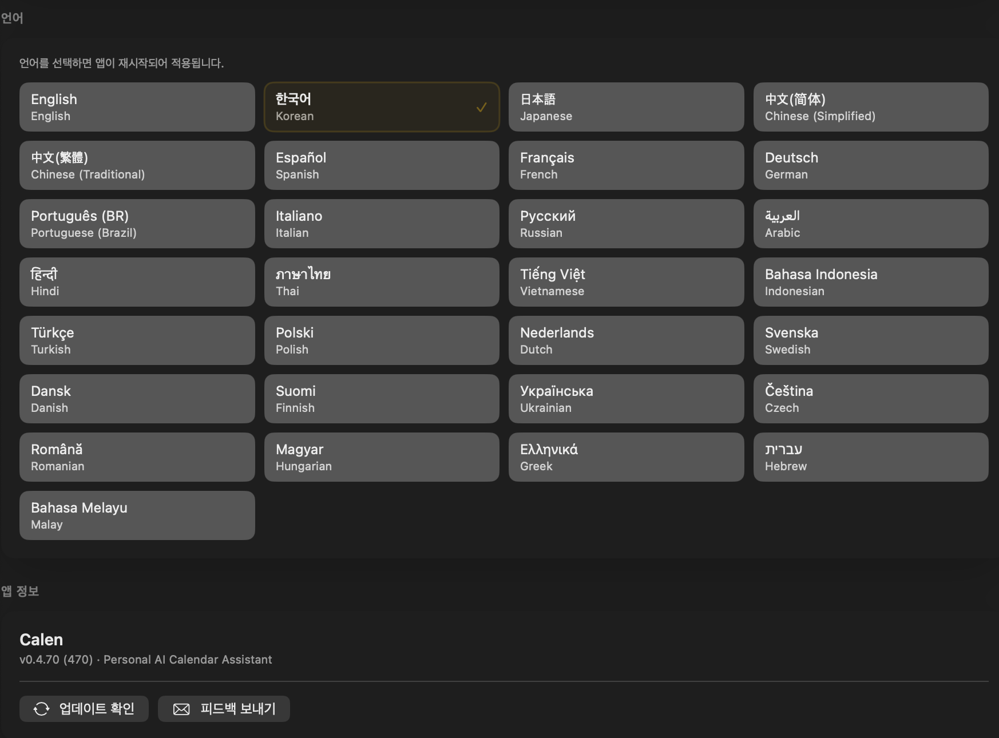 언어
언어를 선택하면 앱이 재시작되어 적용됩니다.
English
English
한국어
Korean
日本語
Japanese
中文(简体)
Chinese (Simplified)
中文(繁體)
Chinese (Traditional)
Español
Spanish
Français
French
Deutsch
German
Português (BR)
Portuguese (Brazil)
Italiano
Italian
Русский
Russian
العربية
Arabic
हिन्दी
Hindi
ภาษาไทย
Thai
Tiếng Việt
Vietnamese
Bahasa Indonesia
Indonesian
Türkçe
Turkish
Polski
Polish
Nederlands
Dutch
Svenska
Swedish
Dansk
Danish
Suomi
Finnish
Українська
Ukrainian
Čeština
Czech
Română
Romanian
Magyar
Hungarian
Ελληνικά
Greek
עברית
Hebrew
Bahasa Melayu
Malay
앱 정보
Calen
v0.4.70 (470) · Personal AI Calendar Assistant
업데이트 확인
피드백 보내기